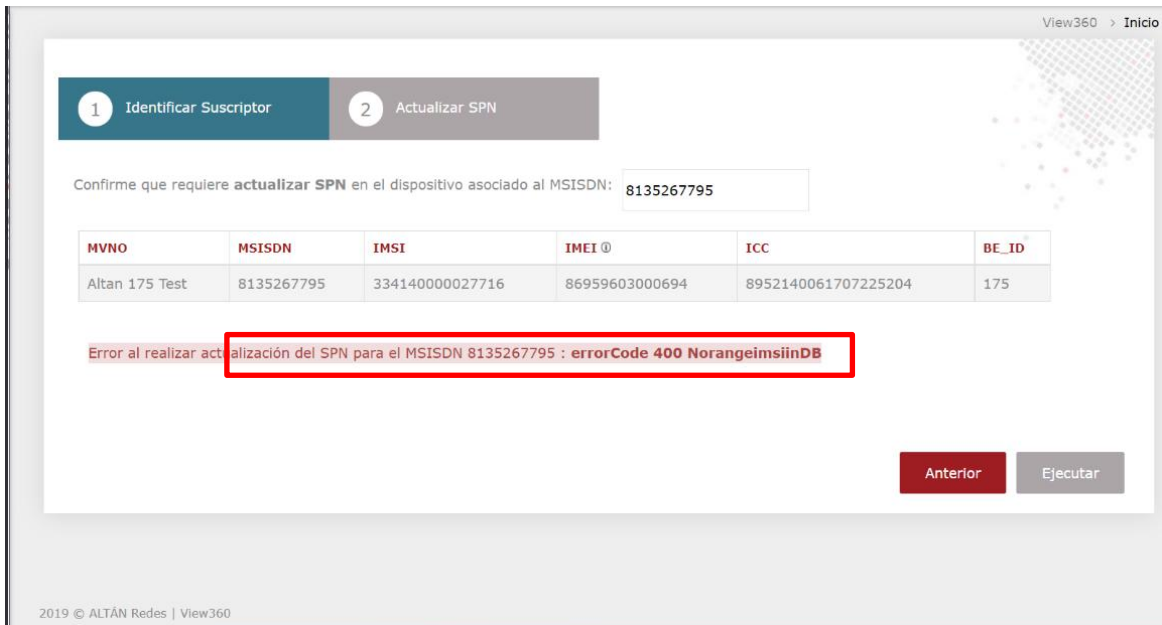 View360 > Inicio
1 Identificar Suscriptor 2 Actualizar SPN
Confirme que requiere actualizar SPN en el dispositivo asociado al MSISDN: 8135267795
MVNO MSISDN IMSI IMEI ICC BE_ID
Altan 175 Test 8135267795 334140000027716 86959603000694 8952140061707225204 175
Error al realizar actualización del SPN para el MSISDN 8135267795 : errorCode 400 NorangeimsiinDB
Anterior Ejecutar
2019 © ALTÁN Redes | View360